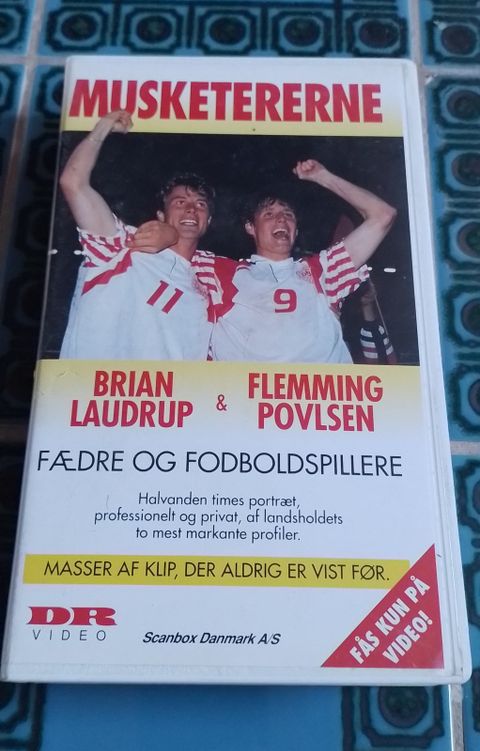 MUSKETERERNE
11
9
BRIAN LAUDRUP & FLEMMING POVLSEN
FÆDRE OG FODBOLDSPILLERE
Halvanden times portræt,
professionelt og privat, af landsholdets
to mest markante profiler.
MASSER AF KLIP, DER ALDRIG ER VIST FØR.
DR
VIDEO
Scanbox Danmark A/S
FÅS KUN PÅ
VIDEO!